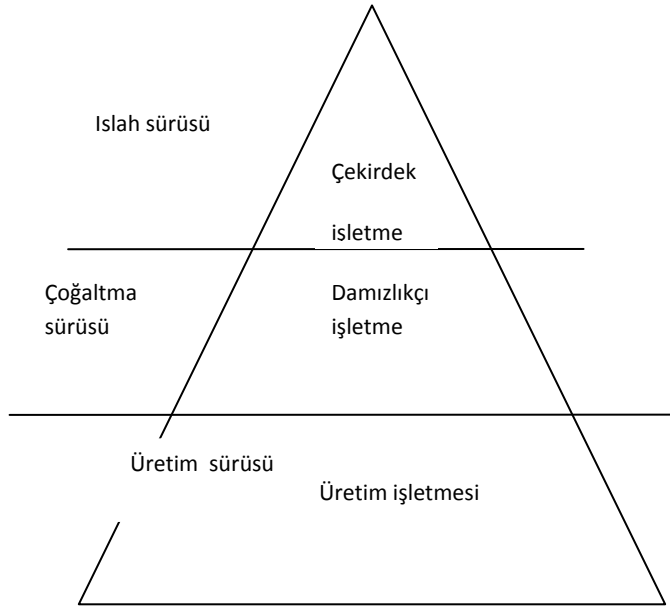 Islah sürüsü
Çekirdek
isletme
Çoğaltma
sürüsü
Damızlıkçı
işletme
Üretim  sürüsü
Üretim işletmesi